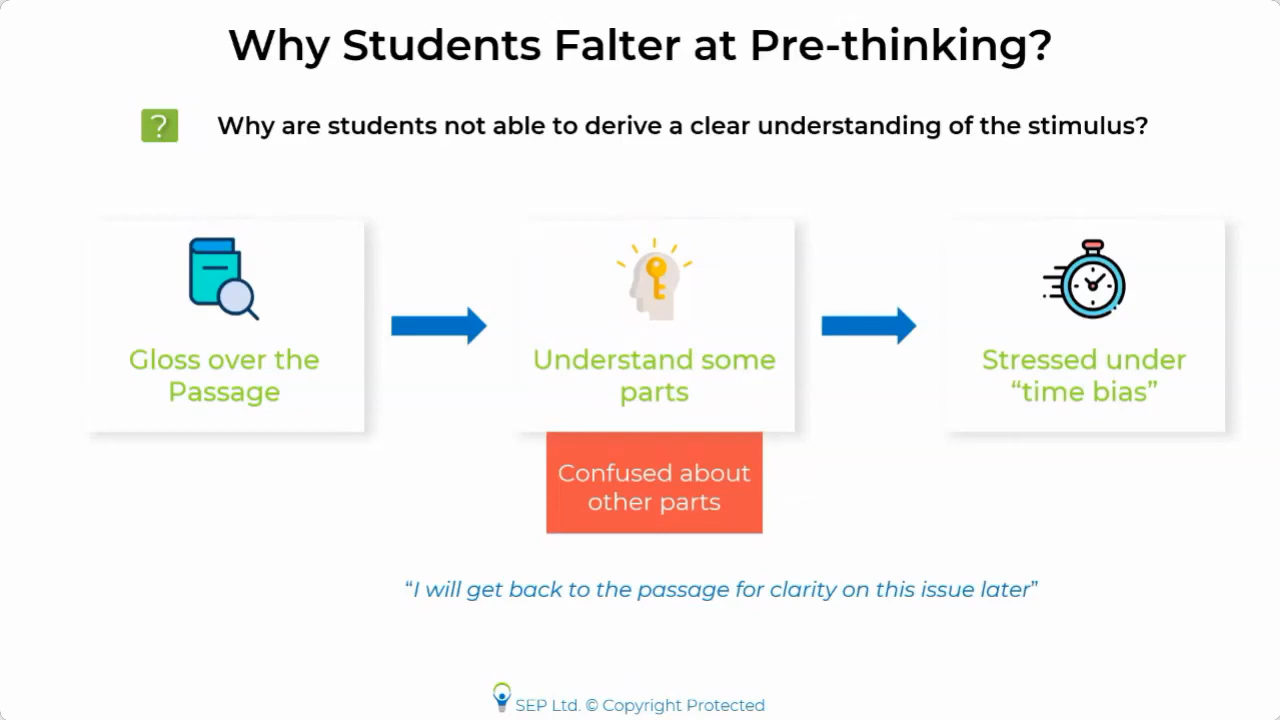 Why Students Falter at Pre-thinking?
?
Why are students not able to derive a clear understanding of the stimulus?
Gloss over the
Passage
Understand some
parts
Confused about
other parts
Stressed under
“time bias”
“I will get back to the passage for clarity on this issue later”
SEP Ltd. © Copyright Protected